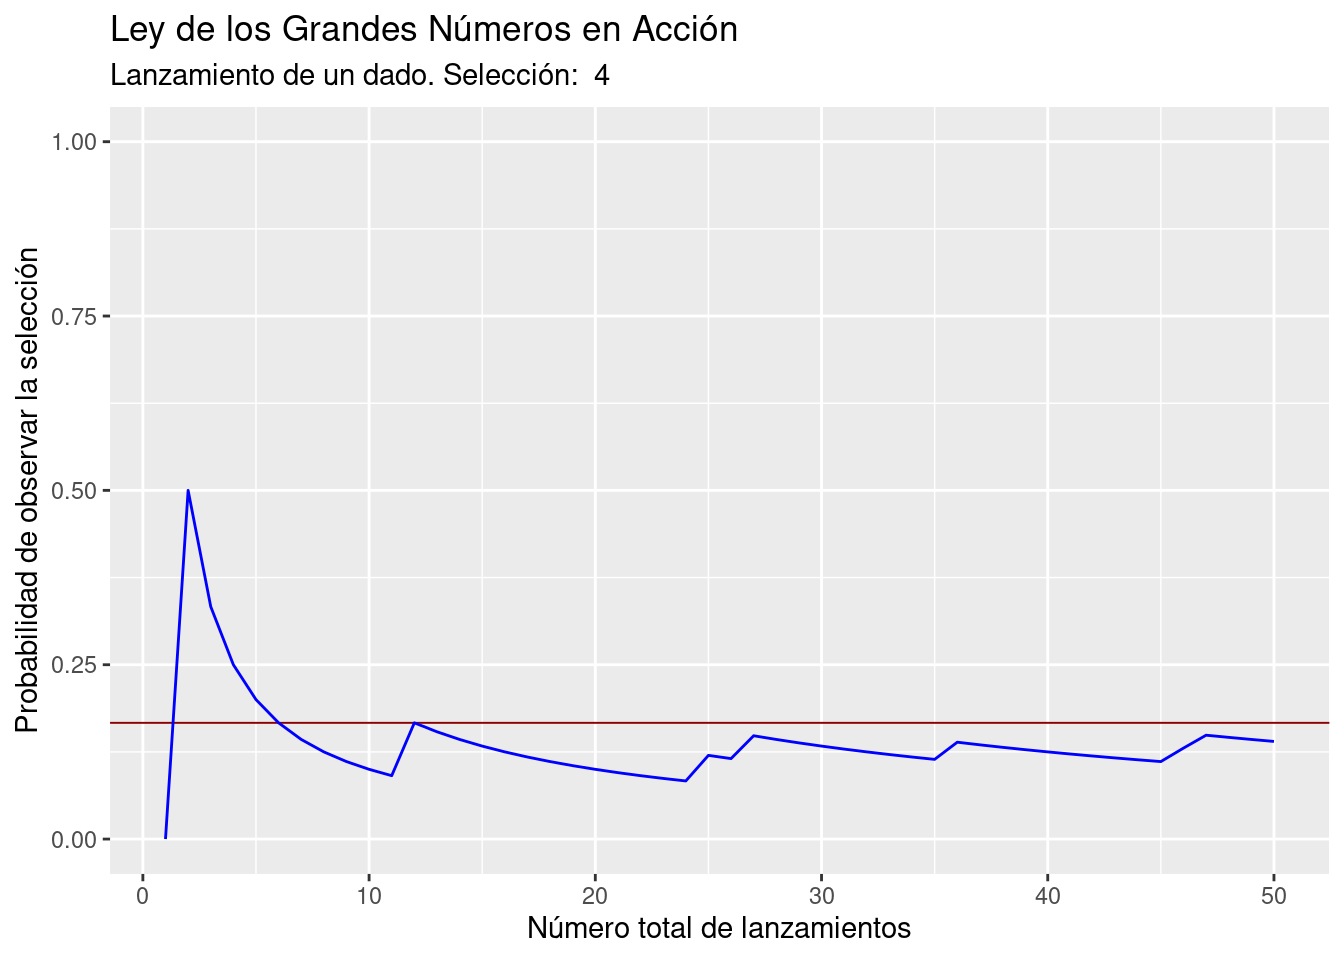 Ley de los Grandes Números en Acción
Lanzamiento de un dado. Selección:  4
Probabilidad de observar la selección
1.00
0.75
0.50
0.25
0.00
0 10 20 30 40 50
Número total de lanzamientos